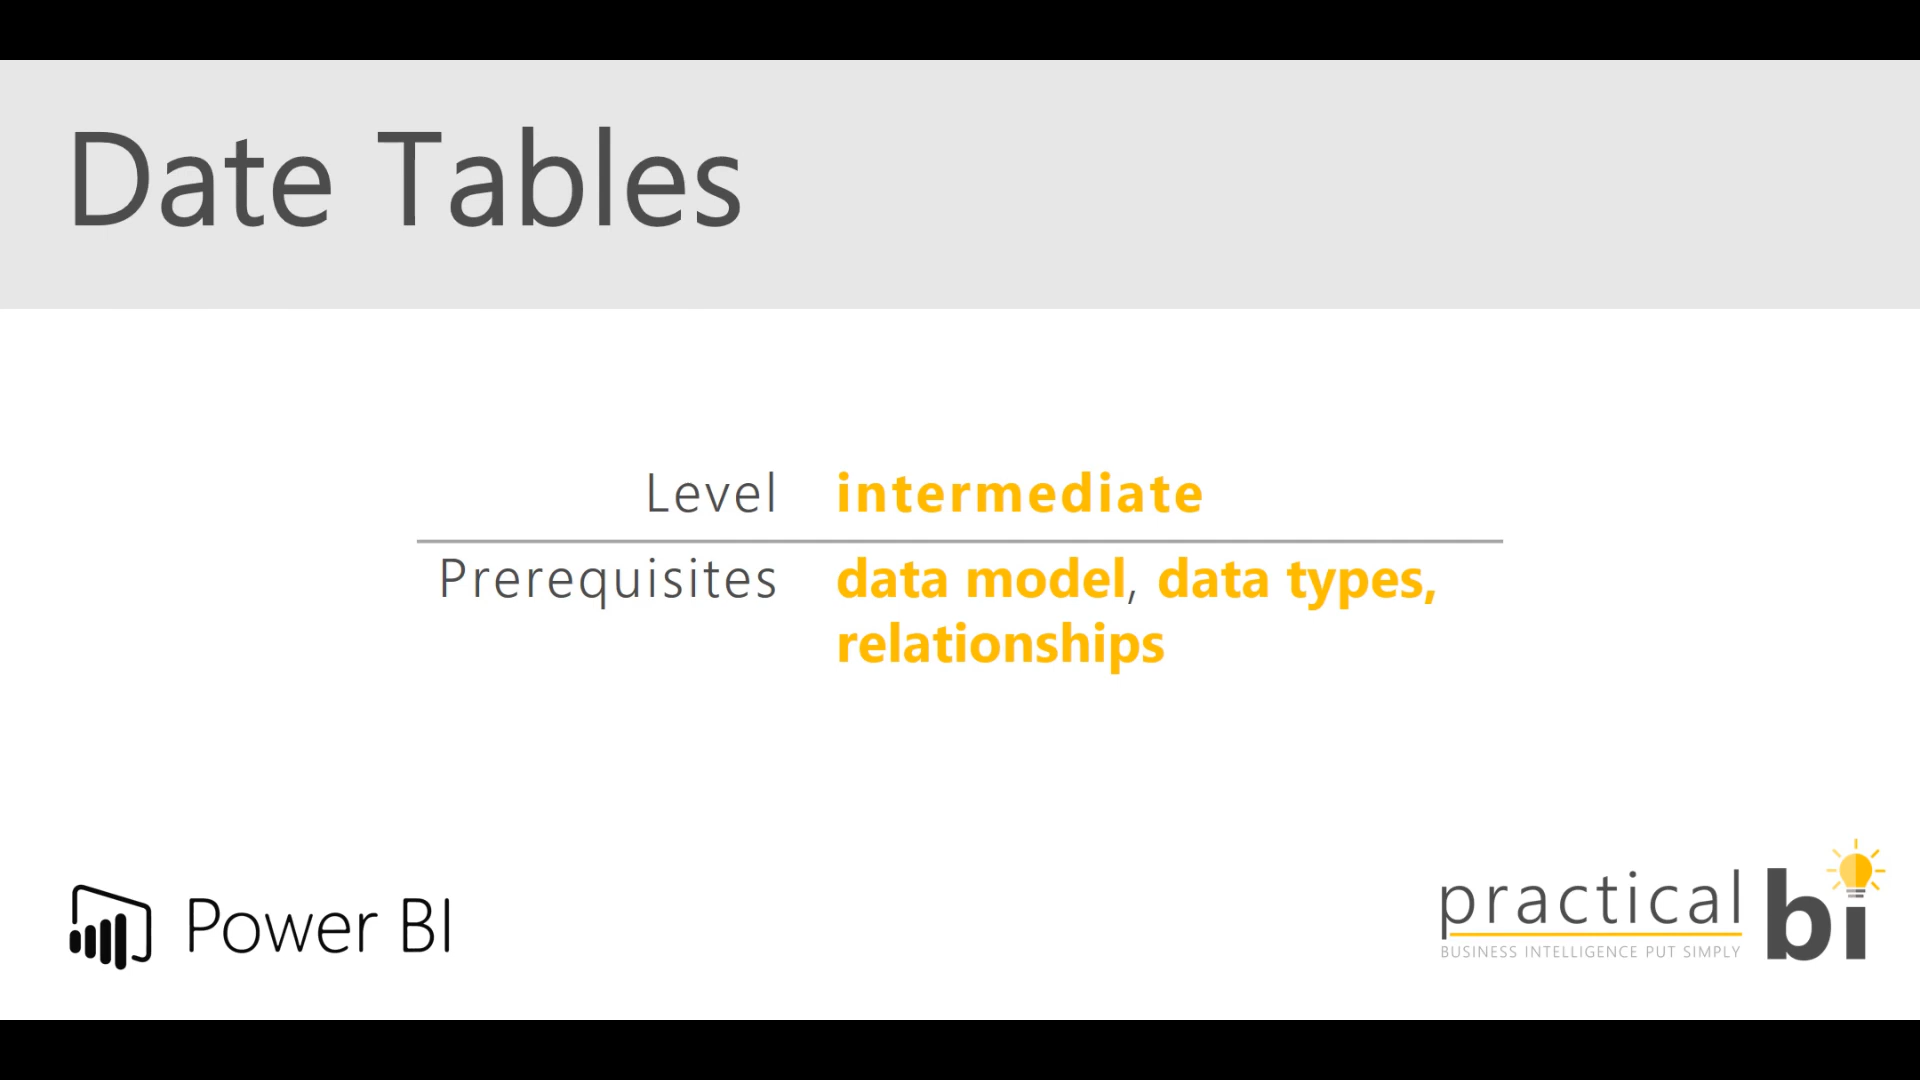 Date Tables
Level intermediate
Prerequisites data model, data types,
relationships
Power BI
practical bi
BUSINESS INTELLIGENCE PUT SIMPLY